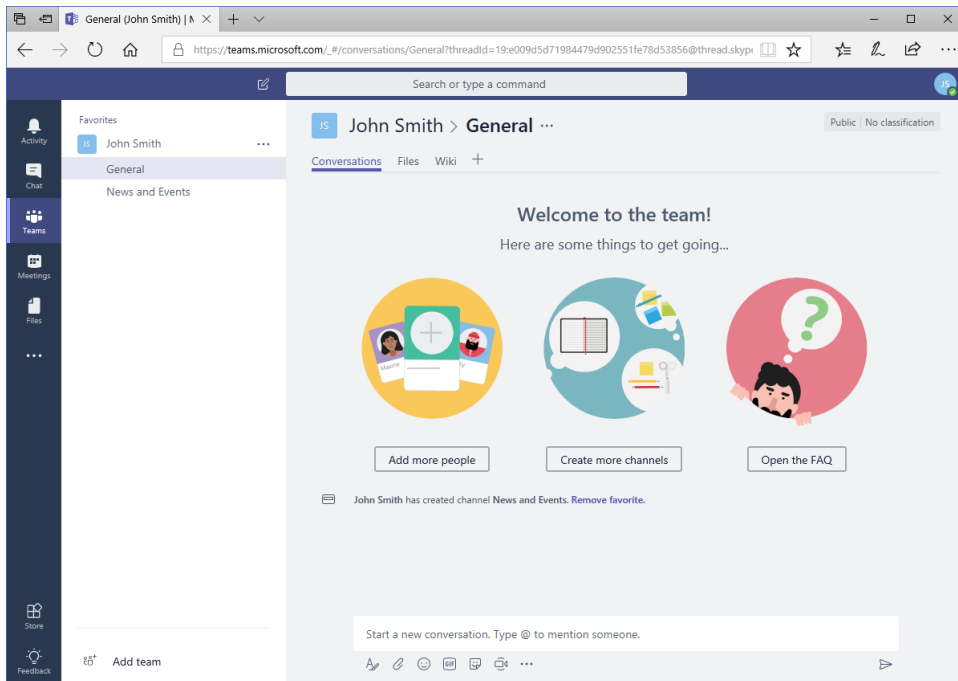 General (John Smith) | M
https://teams.microsoft.com/_#/conversations/General?threadId=19:e009d5d71984479d902551fe78d53856@thread.skype
Search or type a command
JS
Activity
Chat
Teams
Meetings
Files
Store
Feedback
Favorites
JS John Smith
General
News and Events
Add team
JS John Smith > General
Public | No classification
Conversations Files Wiki
Welcome to the team!
Here are some things to get going...
Maxine
Add more people
Create more channels
Open the FAQ
John Smith has created channel News and Events. Remove favorite.
Start a new conversation. Type @ to mention someone.
GIF